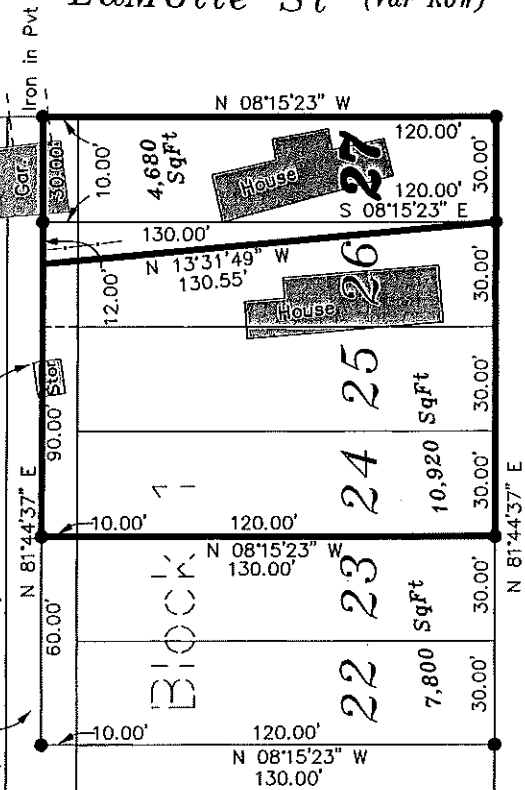 LaMotte St (Var Row)
Iron in Pvt
N 08°15'23" W
120.00'
Gar.
30.00'
10.00'
4,680
SqFt
House
27
120.00'
30.00'
S 08°15'23" E
130.00'
N 13°31'49" W
130.55'
12.00'
26
House
30.00'
Stor
90.00'
25
30.00'
24
10,920 SqFt
30.00'
N 81°44'37" E
10.00'
120.00'
N 08°15'23" W
130.00'
Block 1
23
30.00'
N 81°44'37" E
60.00'
22
7,800 SqFt
30.00'
10.00'
120.00'
N 08°15'23" W
130.00'